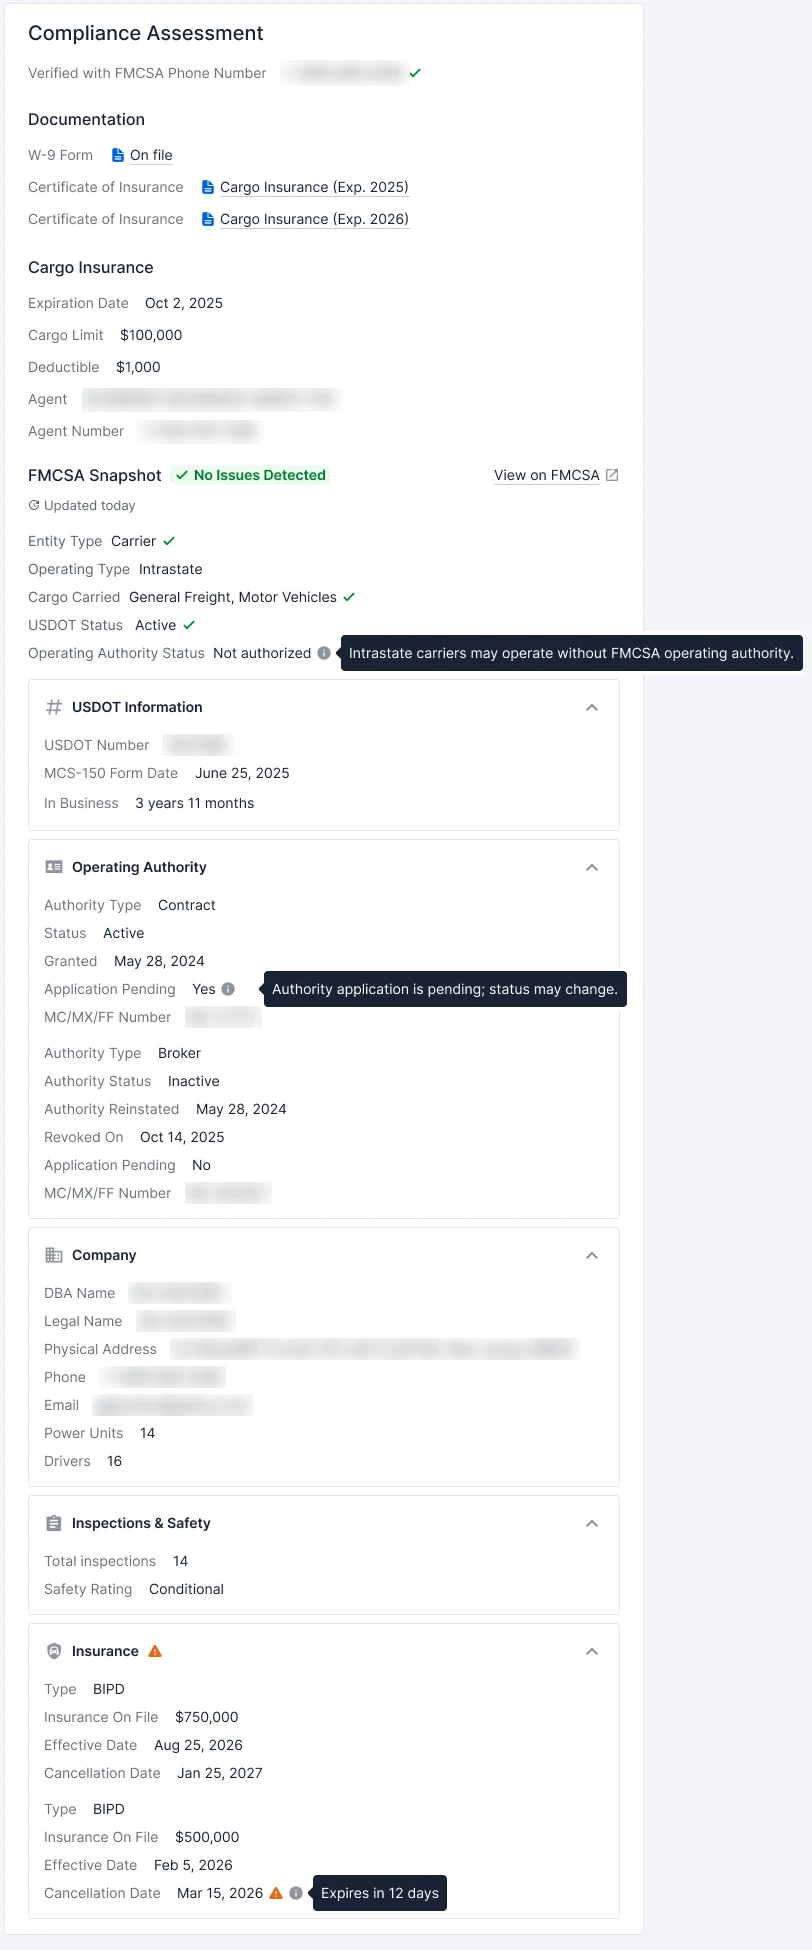 Compliance Assessment
Verified with FMCSA Phone Number
Documentation
W-9 Form On file
Certificate of Insurance Cargo Insurance (Exp. 2025)
Certificate of Insurance Cargo Insurance (Exp. 2026)
Cargo Insurance
Expiration Date Oct 2, 2025
Cargo Limit $100,000
Deductible $1,000
Agent
Agent Number
FMCSA Snapshot No Issues Detected View on FMCSA
Updated today
Entity Type Carrier
Operating Type Intrastate
Cargo Carried General Freight, Motor Vehicles
USDOT Status Active
Operating Authority Status Not authorized Intrastate carriers may operate without FMCSA operating authority.
USDOT Information
USDOT Number
MCS-150 Form Date June 25, 2025
In Business 3 years 11 months
Operating Authority
Authority Type Contract
Status Active
Granted May 28, 2024
Application Pending Yes Authority application is pending; status may change.
MC/MX/FF Number
Authority Type Broker
Authority Status Inactive
Authority Reinstated May 28, 2024
Revoked On Oct 14, 2025
Application Pending No
MC/MX/FF Number
Company
DBA Name
Legal Name
Physical Address
Phone
Email
Power Units 14
Drivers 16
Inspections & Safety
Total inspections 14
Safety Rating Conditional
Insurance
Type BIPD
Insurance On File $750,000
Effective Date Aug 25, 2026
Cancellation Date Jan 25, 2027
Type BIPD
Insurance On File $500,000
Effective Date Feb 5, 2026
Cancellation Date Mar 15, 2026 Expires in 12 days